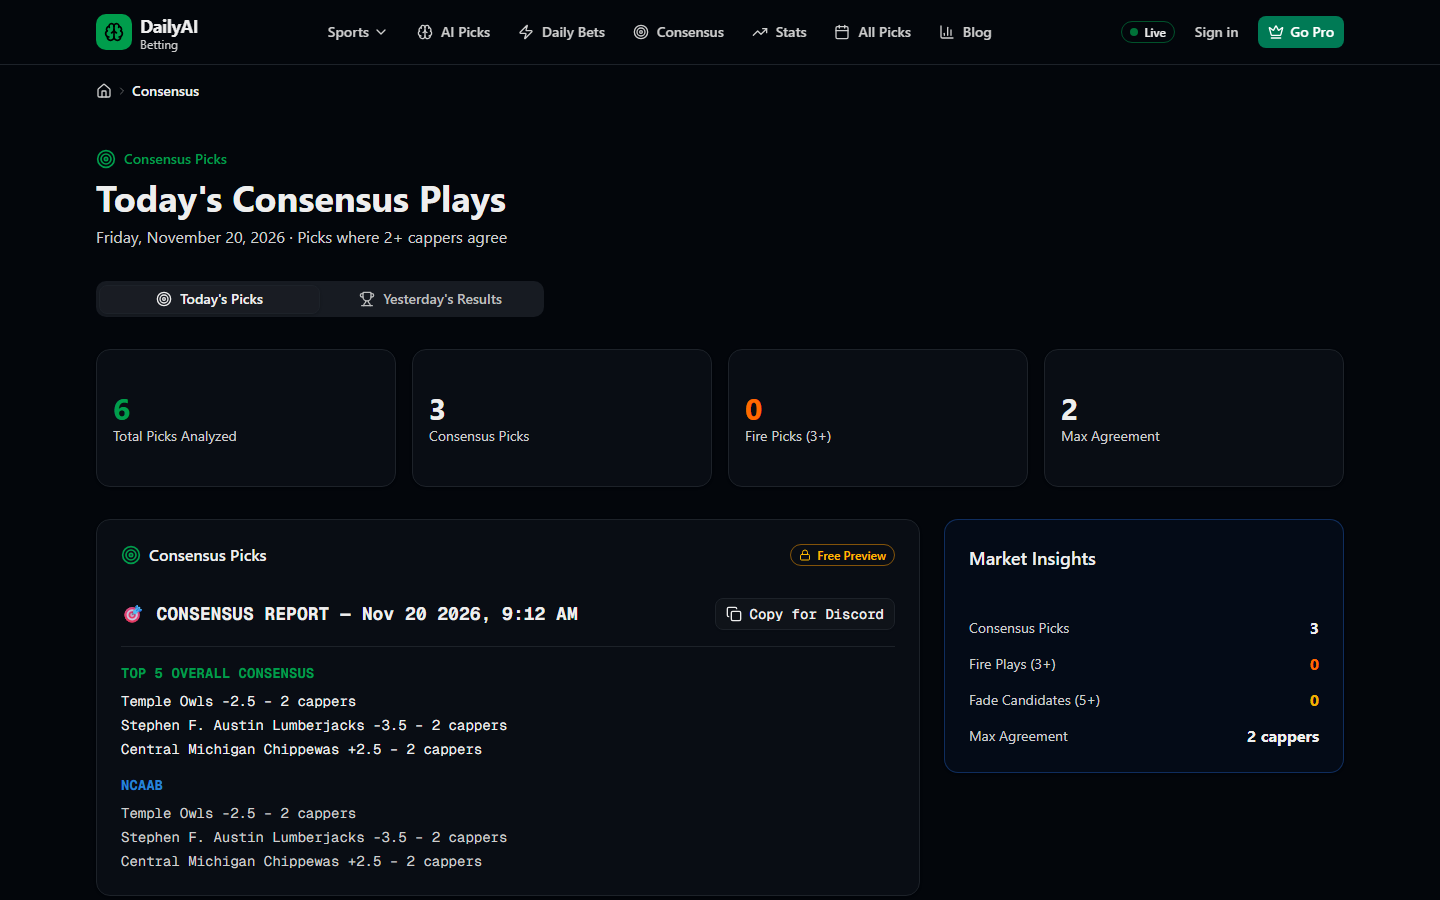 DailyAI
Betting
Sports
AI Picks
Daily Bets
Consensus
Stats
All Picks
Blog
Live
Sign in
Go Pro
Consensus
Consensus Picks
Today's Consensus Plays
Friday, November 20, 2026 · Picks where 2+ cappers agree
Today's Picks
Yesterday's Results
6
Total Picks Analyzed
3
Consensus Picks
0
Fire Picks (3+)
2
Max Agreement
Consensus Picks
Free Preview
CONSENSUS REPORT – Nov 20 2026, 9:12 AM
Copy for Discord
TOP 5 OVERALL CONSENSUS
Temple Owls -2.5 – 2 cappers
Stephen F. Austin Lumberjacks -3.5 – 2 cappers
Central Michigan Chippewas +2.5 – 2 cappers
NCAAB
Temple Owls -2.5 – 2 cappers
Stephen F. Austin Lumberjacks -3.5 – 2 cappers
Central Michigan Chippewas +2.5 – 2 cappers
Market Insights
Consensus Picks 3
Fire Plays (3+) 0
Fade Candidates (5+) 0
Max Agreement 2 cappers